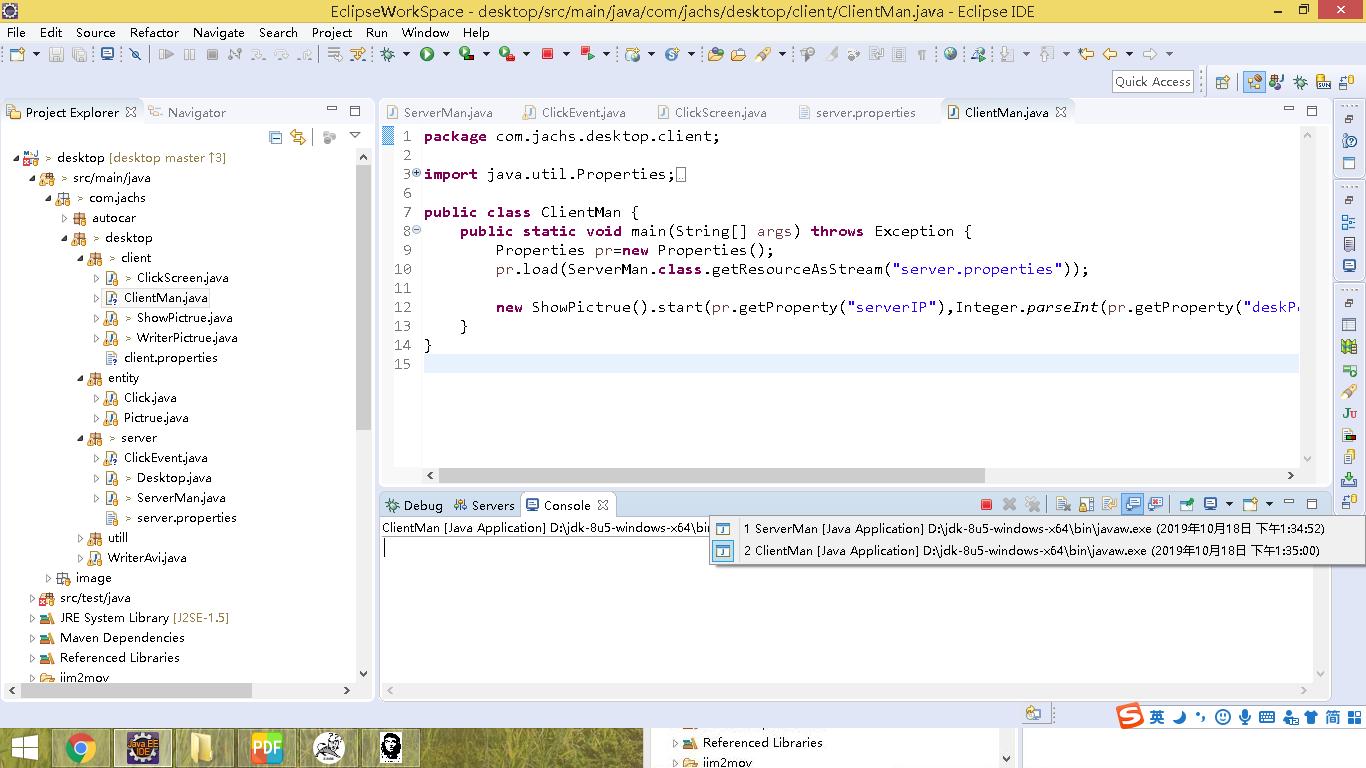 EclipseWorkSpace - desktop/src/main/java/com/jachs/desktop/client/ClientMan.java - Eclipse IDE
File Edit Source Refactor Navigate Search Project Run Window Help
Quick Access
Project Explorer Navigator
> desktop [desktop master ↑3]
> src/main/java
> com.jachs
autocar
> desktop
> client
> ClickScreen.java
ClientMan.java
> ShowPictrue.java
> WriterPictrue.java
client.properties
entity
Click.java
Pictrue.java
> server
ClickEvent.java
> Desktop.java
> ServerMan.java
> server.properties
utill
WriterAvi.java
image
src/test/java
JRE System Library [J2SE-1.5]
Maven Dependencies
Referenced Libraries
jim2mov
ServerMan.java ClickEvent.java ClickScreen.java server.properties ClientMan.java
1 package com.jachs.desktop.client;
2
3 import java.util.Properties;
6
7 public class ClientMan {
8 public static void main(String[] args) throws Exception {
9 Properties pr=new Properties();
10 pr.load(ServerMan.class.getResourceAsStream("server.properties"));
11
12 new ShowPictrue().start(pr.getProperty("serverIP"),Integer.parseInt(pr.getProperty("deskP
13 }
14 }
15
Debug Servers Console
ClientMan [Java Application] D:\jdk-8u5-windows-x64\bin
1 ServerMan [Java Application] D:\jdk-8u5-windows-x64\bin\javaw.exe (2019年10月18日 下午1:34:52)
2 ClientMan [Java Application] D:\jdk-8u5-windows-x64\bin\javaw.exe (2019年10月18日 下午1:35:00)
英 简
Java EE
IDE
PDF
Referenced Libraries
jim2mov